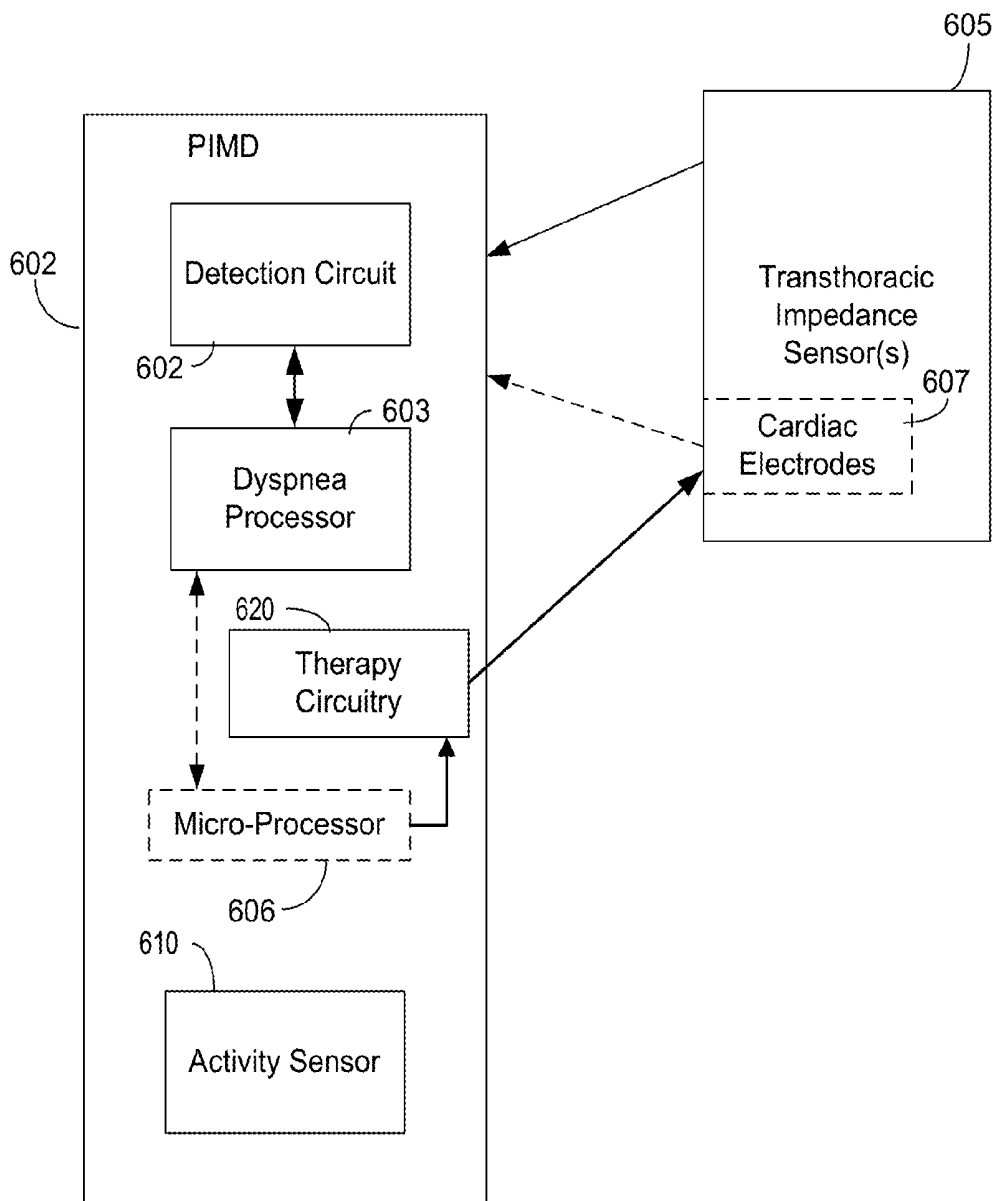 605
PIMD
602
Detection Circuit
602
603
Dyspnea
Processor
Transthoracic
Impedance
Sensor(s)
607
Cardiac
Electrodes
620
Therapy
Circuitry
Micro-Processor
606
610
Activity Sensor